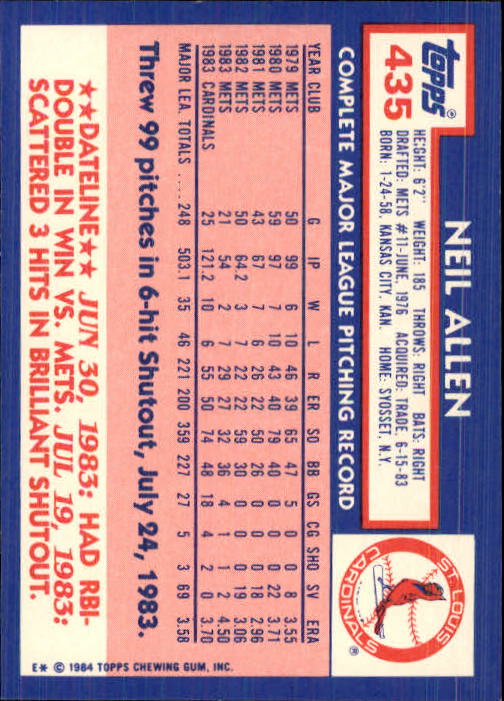 topps®
435
NEIL ALLEN
HEIGHT: 6'2" WEIGHT: 185 THROWS: RIGHT BATS: RIGHT
DRAFTED: METS #11-JUNE, 1976 ACQUIRED: TRADE, 6-15-83
BORN: 1-24-58, KANSAS CITY, KAN. HOME: SYOSSET, N.Y.
ST. LOUIS
CARDINALS
®
COMPLETE MAJOR LEAGUE PITCHING RECORD
YEAR CLUB G IP W L R ER SO BB GS CG SHO SV ERA
1979 METS 50 99 6 10 46 39 65 47 5 0 0 8 3.55
1980 METS 59 97 7 10 43 40 79 40 0 0 0 22 3.71
1981 METS 43 67 7 6 26 22 50 26 0 0 0 18 2.96
1982 METS 50 64.2 3 7 22 22 59 30 0 0 0 19 3.06
1983 METS 21 54 2 7 29 27 32 36 4 1 1 2 4.50
1983 CARDINALS 25 121.2 10 6 55 50 74 48 18 4 2 0 3.70
MAJOR LEA. TOTALS .... 248 503.1 35 46 221 200 359 227 27 5 3 69 3.58
Threw 99 pitches in 6-hit Shutout, July 24, 1983.
★★DATELINE★★ JUN 30, 1983: HAD RBI-
DOUBLE IN WIN VS. METS. JUL 19, 1983:
SCATTERED 3 HITS IN BRILLIANT SHUTOUT.
E* © 1984 TOPPS CHEWING GUM, INC.